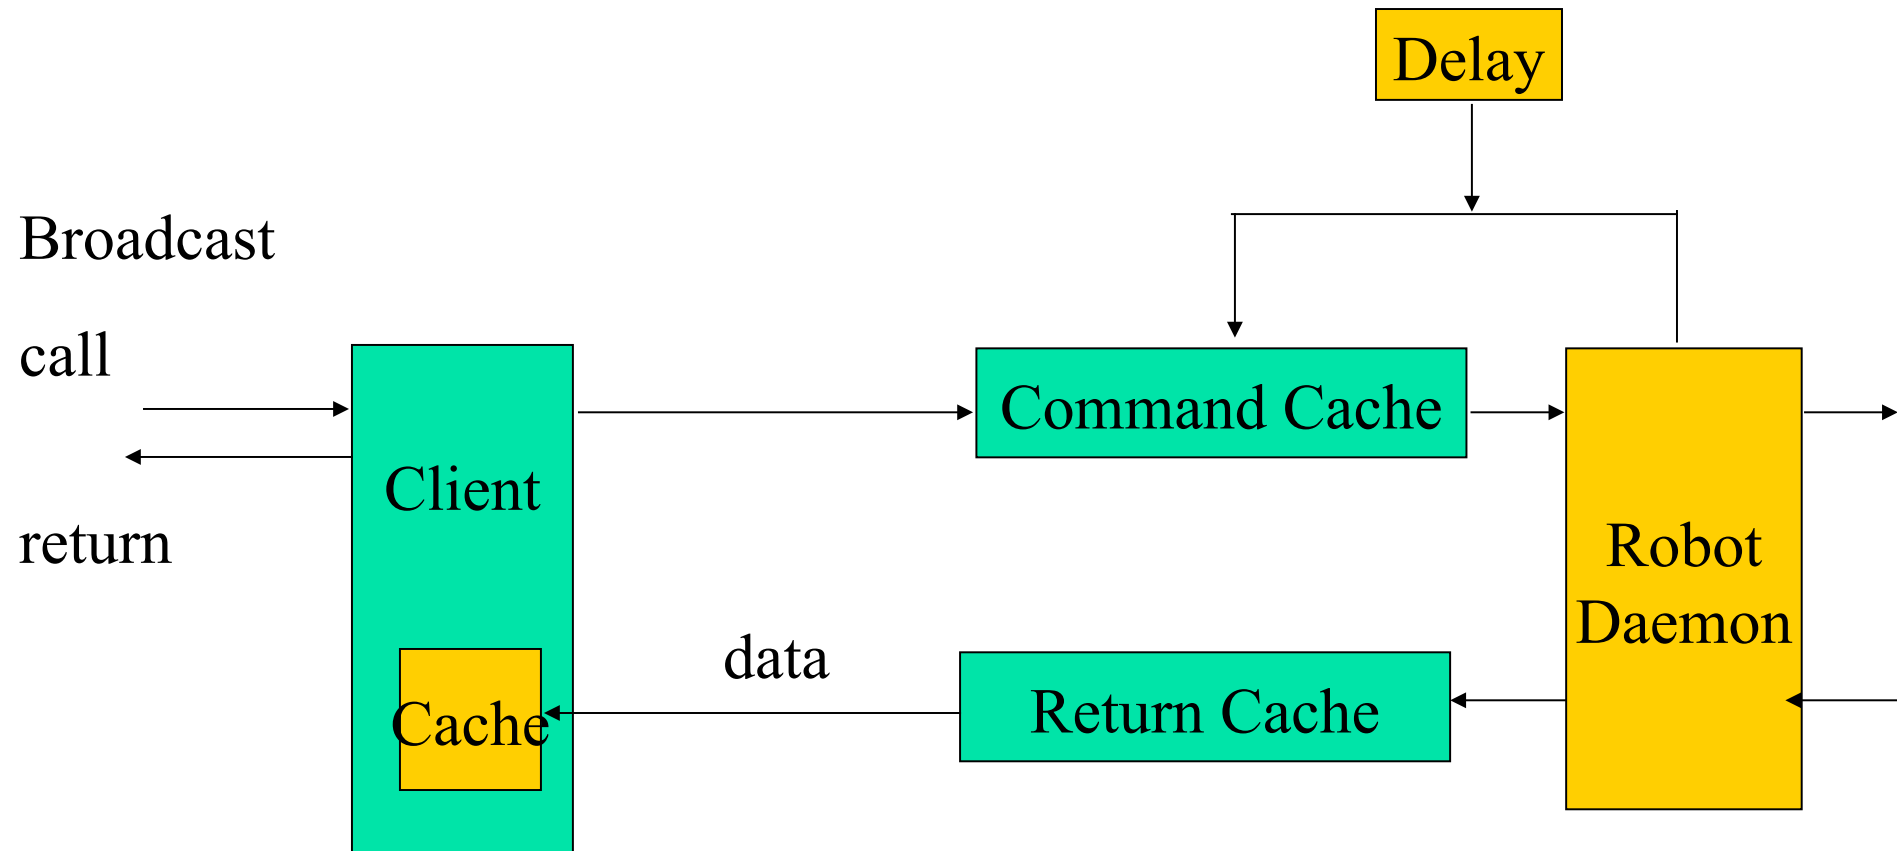 Delay
Broadcast
call
return
Client
Cache
data
Command Cache
Return Cache
Robot
Daemon